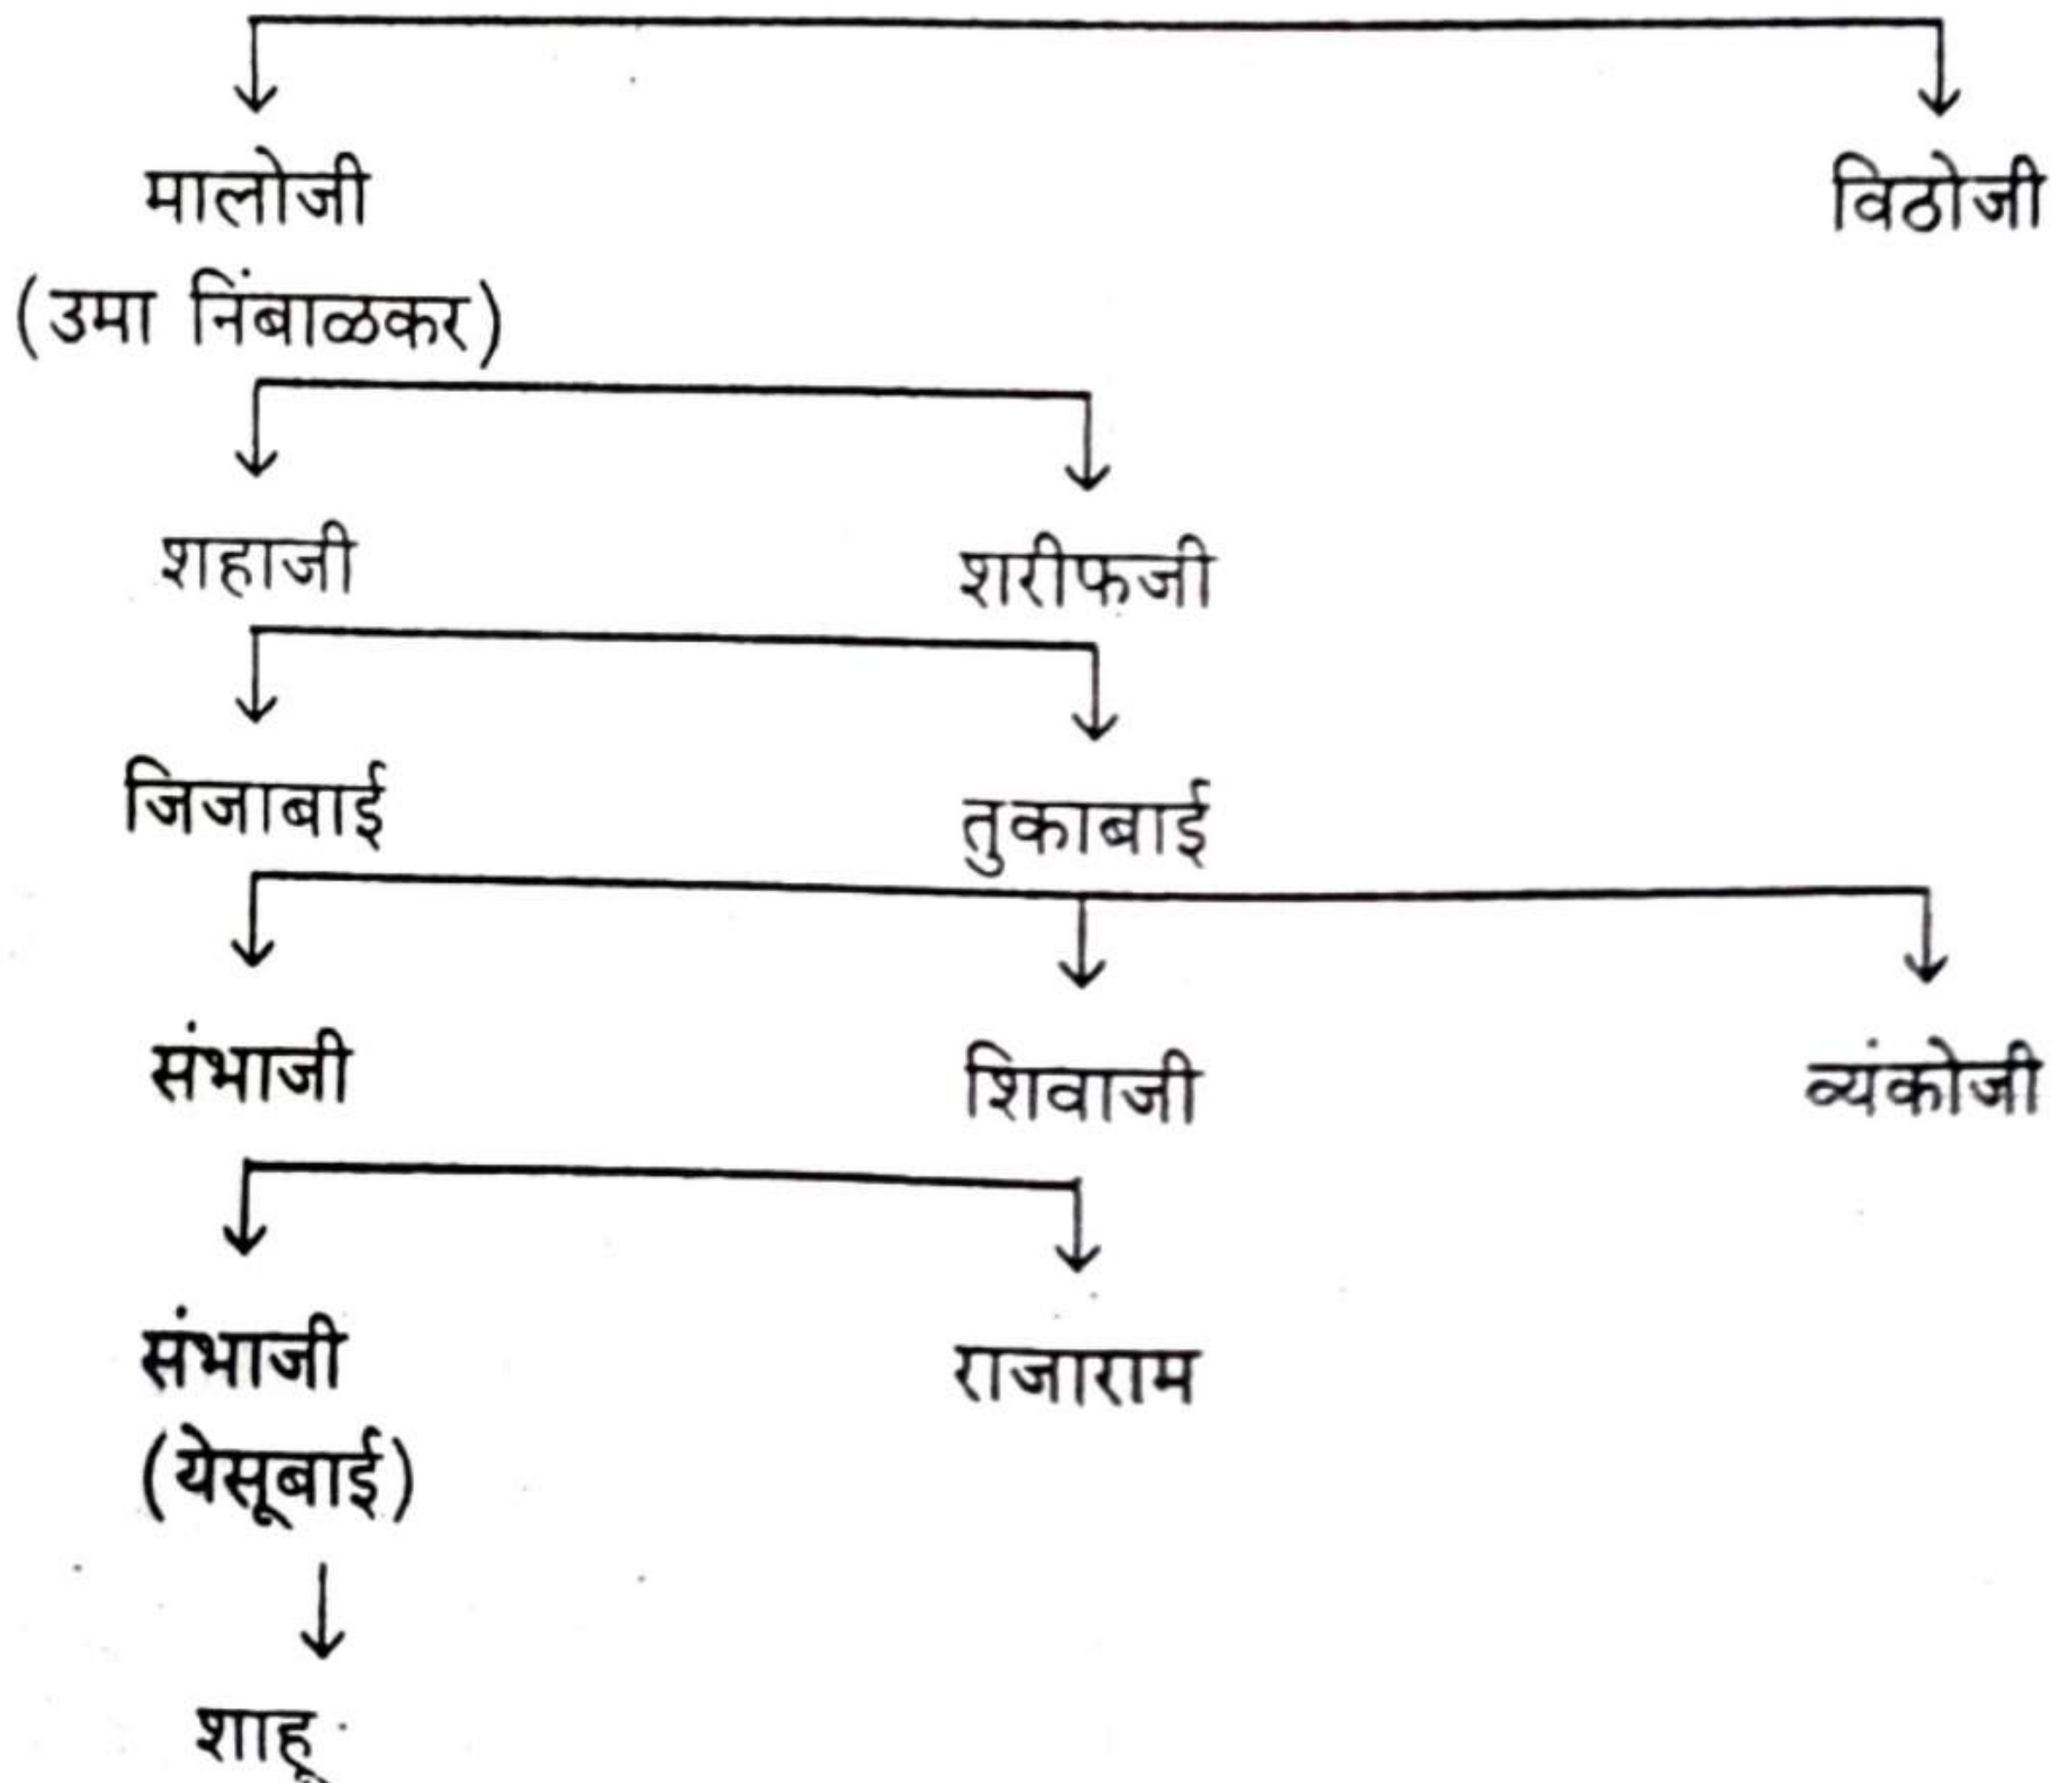 मालोजी विठोजी
(उमा निंबाळकर)
शहाजी शरीफजी
जिजाबाई तुकाबाई
संभाजी शिवाजी व्यंकोजी
संभाजी राजाराम
(येसूबाई)
शाहू